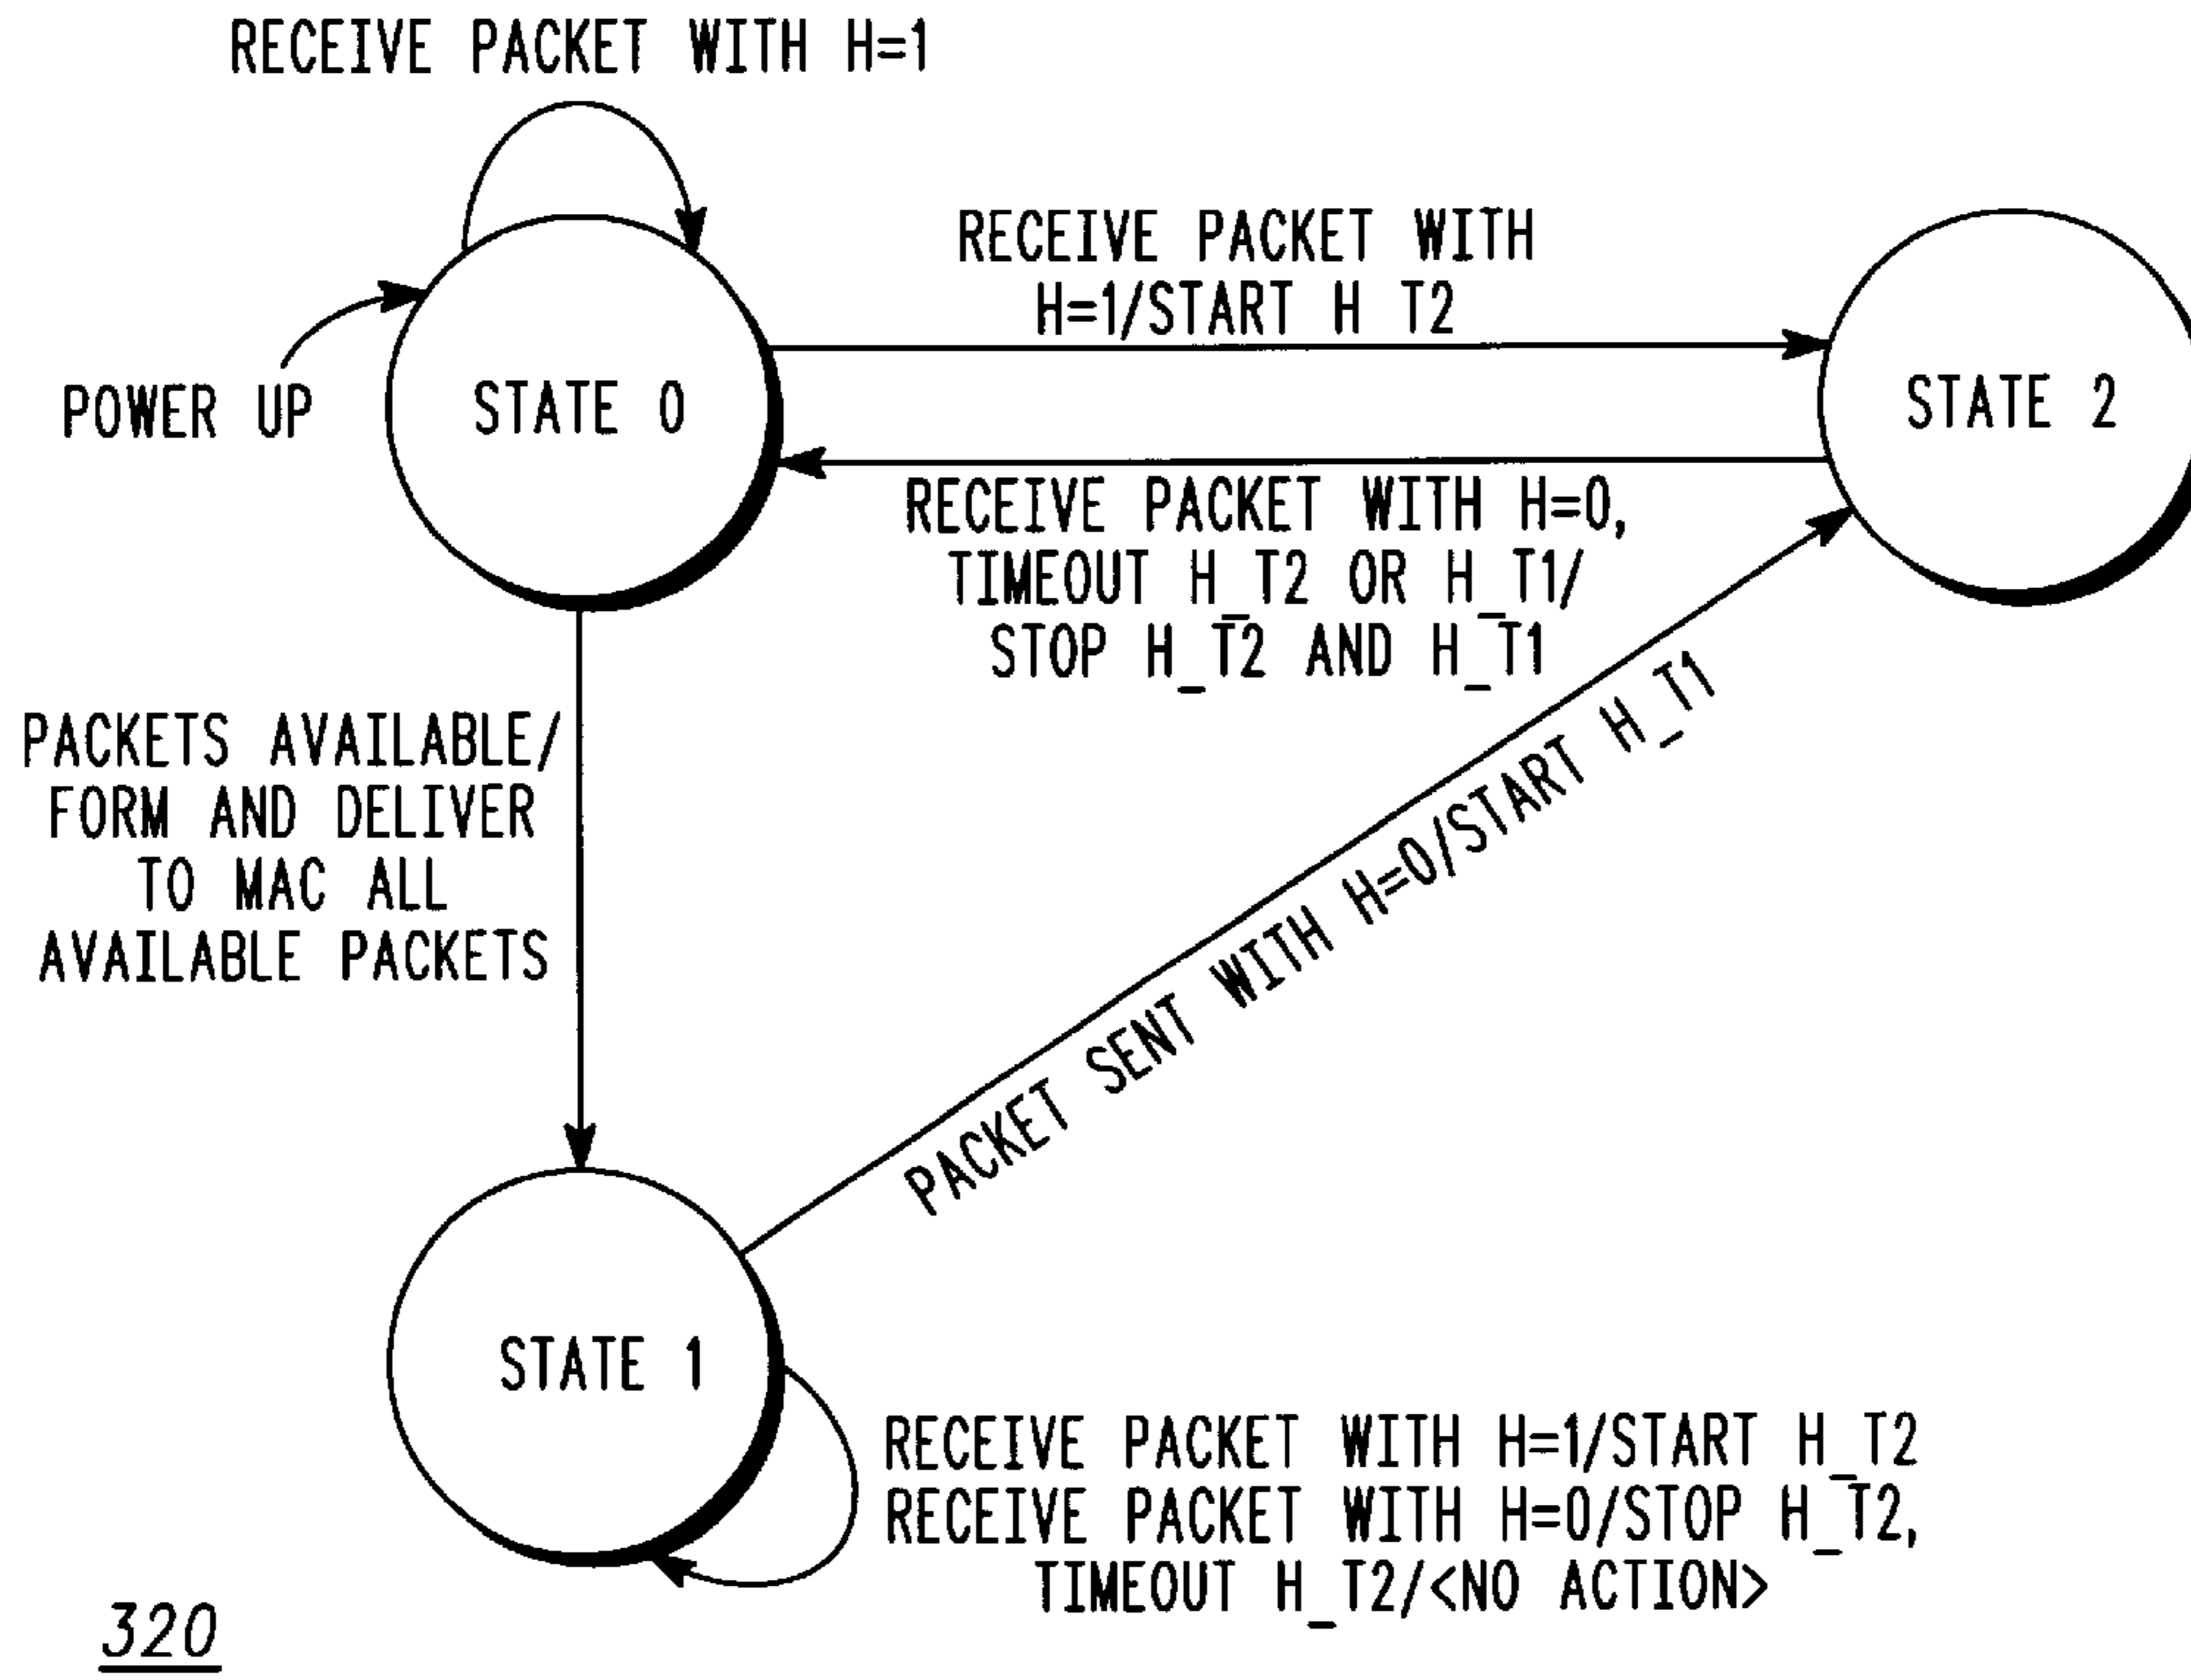 RECEIVE PACKET WITH H=1
RECEIVE PACKET WITH
H=1/START H T2
POWER UP
STATE 0
STATE 2
RECEIVE PACKET WITH H=0,
TIMEOUT H_T2 OR H_T1/
STOP H_T2 AND H_T1
PACKETS AVAILABLE/
FORM AND DELIVER
TO MAC ALL
AVAILABLE PACKETS
PACKET SENT WITH H=0/START H_T1
STATE 1
RECEIVE PACKET WITH H=1/START H_T2
RECEIVE PACKET WITH H=0/STOP H_T2,
TIMEOUT H_T2/<NO ACTION>
320